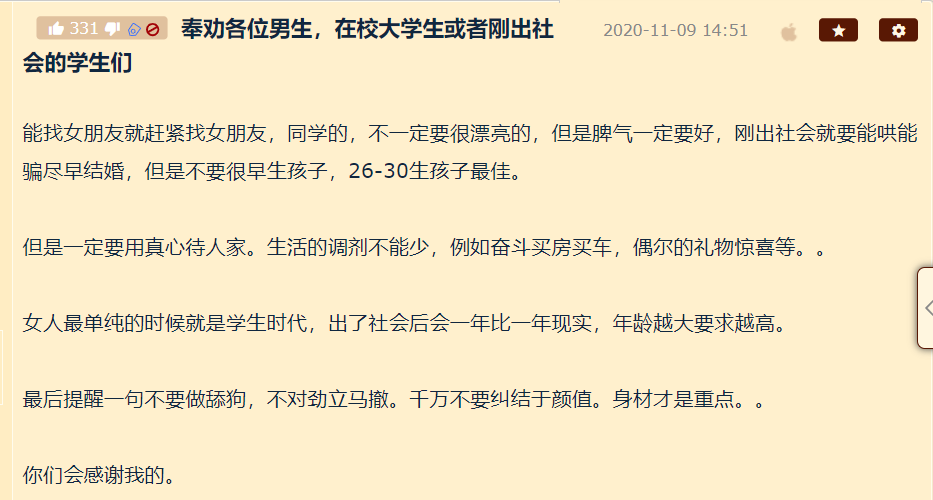 331 奉劝各位男生，在校大学生或者刚出社 2020-11-09 14:51
会的学生们
能找女朋友就赶紧找女朋友，同学的，不一定要很漂亮的，但是脾气一定要好，刚出社会就要能哄能
骗尽早结婚，但是不要很早生孩子，26-30生孩子最佳。
但是一定要用真心待人家。生活的调剂不能少，例如奋斗买房买车，偶尔的礼物惊喜等。。
女人最单纯的时候就是学生时代，出了社会后会一年比一年现实，年龄越大要求越高。
最后提醒一句不要做舔狗，不对劲立马撤。千万不要纠结于颜值。身材才是重点。。
你们会感谢我的。